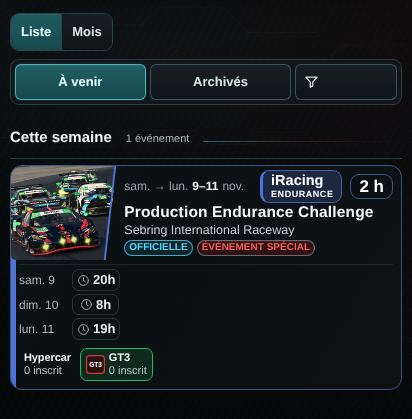 Liste Mois
À venir Archivés
Cette semaine 1 événement
sam. → lun. 9–11 nov. iRacing ENDURANCE 2 h
Production Endurance Challenge
Sebring International Raceway
OFFICIELLE ÉVÉNEMENT SPÉCIAL
sam. 9 20h
dim. 10 8h
lun. 11 19h
Hypercar GT3 GT3
0 inscrit 0 inscrit